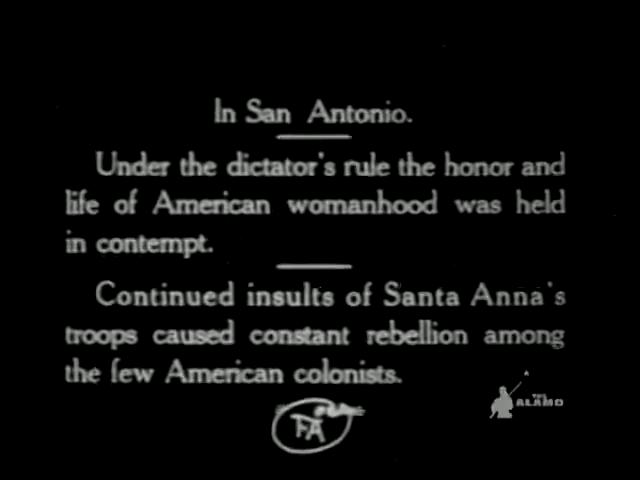 In San Antonio.
Under the dictator's rule the honor and
life of American womanhood was held
in contempt.
Continued insults of Santa Anna's
troops caused constant rebellion among
the few American colonists.
THE
ALAMO
FA